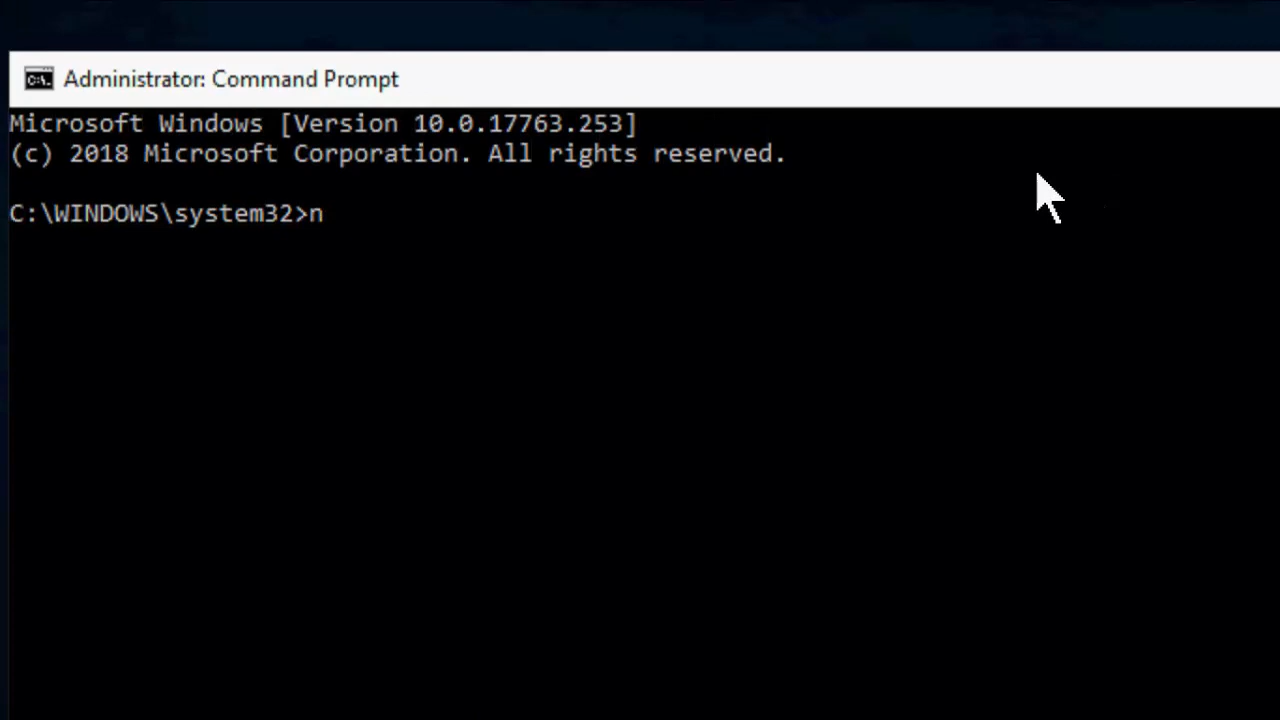 Administrator: Command Prompt
Microsoft Windows [Version 10.0.17763.253]
(c) 2018 Microsoft Corporation. All rights reserved.
C:\WINDOWS\system32>n